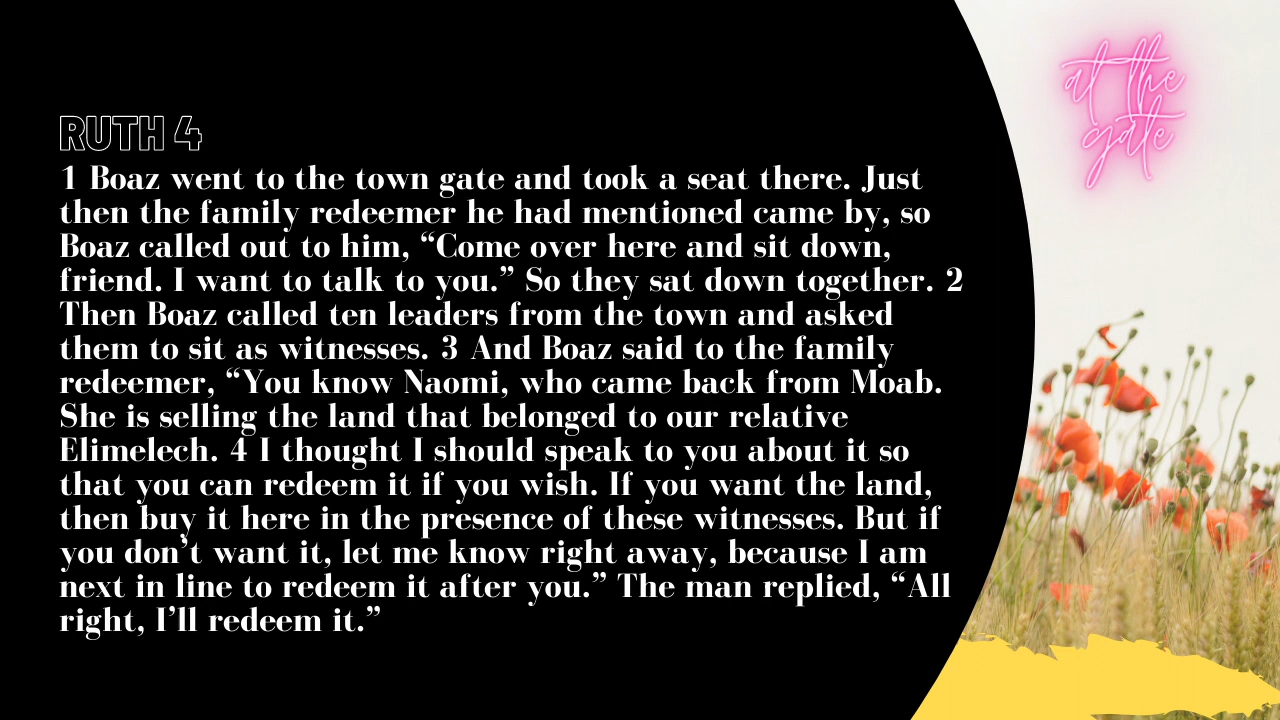 RUTH 4
1 Boaz went to the town gate and took a seat there. Just
then the family redeemer he had mentioned came by, so
Boaz called out to him, “Come over here and sit down,
friend. I want to talk to you.” So they sat down together. 2
Then Boaz called ten leaders from the town and asked
them to sit as witnesses. 3 And Boaz said to the family
redeemer, “You know Naomi, who came back from Moab.
She is selling the land that belonged to our relative
Elimelech. 4 I thought I should speak to you about it so
that you can redeem it if you wish. If you want the land,
then buy it here in the presence of these witnesses. But if
you don’t want it, let me know right away, because I am
next in line to redeem it after you.” The man replied, “All
right, I’ll redeem it.”
at the
gate